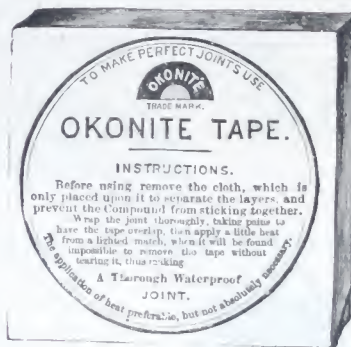 TO MAKE PERFECT JOINTS USE
OKONITE
TRADE MARK.
OKONITE TAPE.
INSTRUCTIONS.
Before using remove the cloth, which is
only placed upon it to separate the layers, and
prevent the Compound from sticking together.
Wrap the joint thoroughly, taking pains to
have the tape overlap, then apply a little heat
from a lighted match, when it will be found
impossible to remove the tape without
tearing it, thus making
A Thorough Waterproof
JOINT.
The application of heat preferable, but not absolutely necessary.